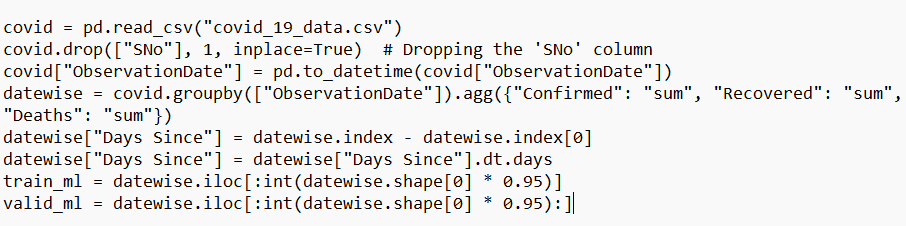 covid = pd.read_csv("covid_19_data.csv")
covid.drop(["SNo"], 1, inplace=True)  # Dropping the 'SNo' column
covid["ObservationDate"] = pd.to_datetime(covid["ObservationDate"])
datewise = covid.groupby(["ObservationDate"]).agg({"Confirmed": "sum", "Recovered": "sum",
"Deaths": "sum"})
datewise["Days Since"] = datewise.index - datewise.index[0]
datewise["Days Since"] = datewise["Days Since"].dt.days
train_ml = datewise.iloc[:int(datewise.shape[0] * 0.95)]
valid_ml = datewise.iloc[:int(datewise.shape[0] * 0.95):]